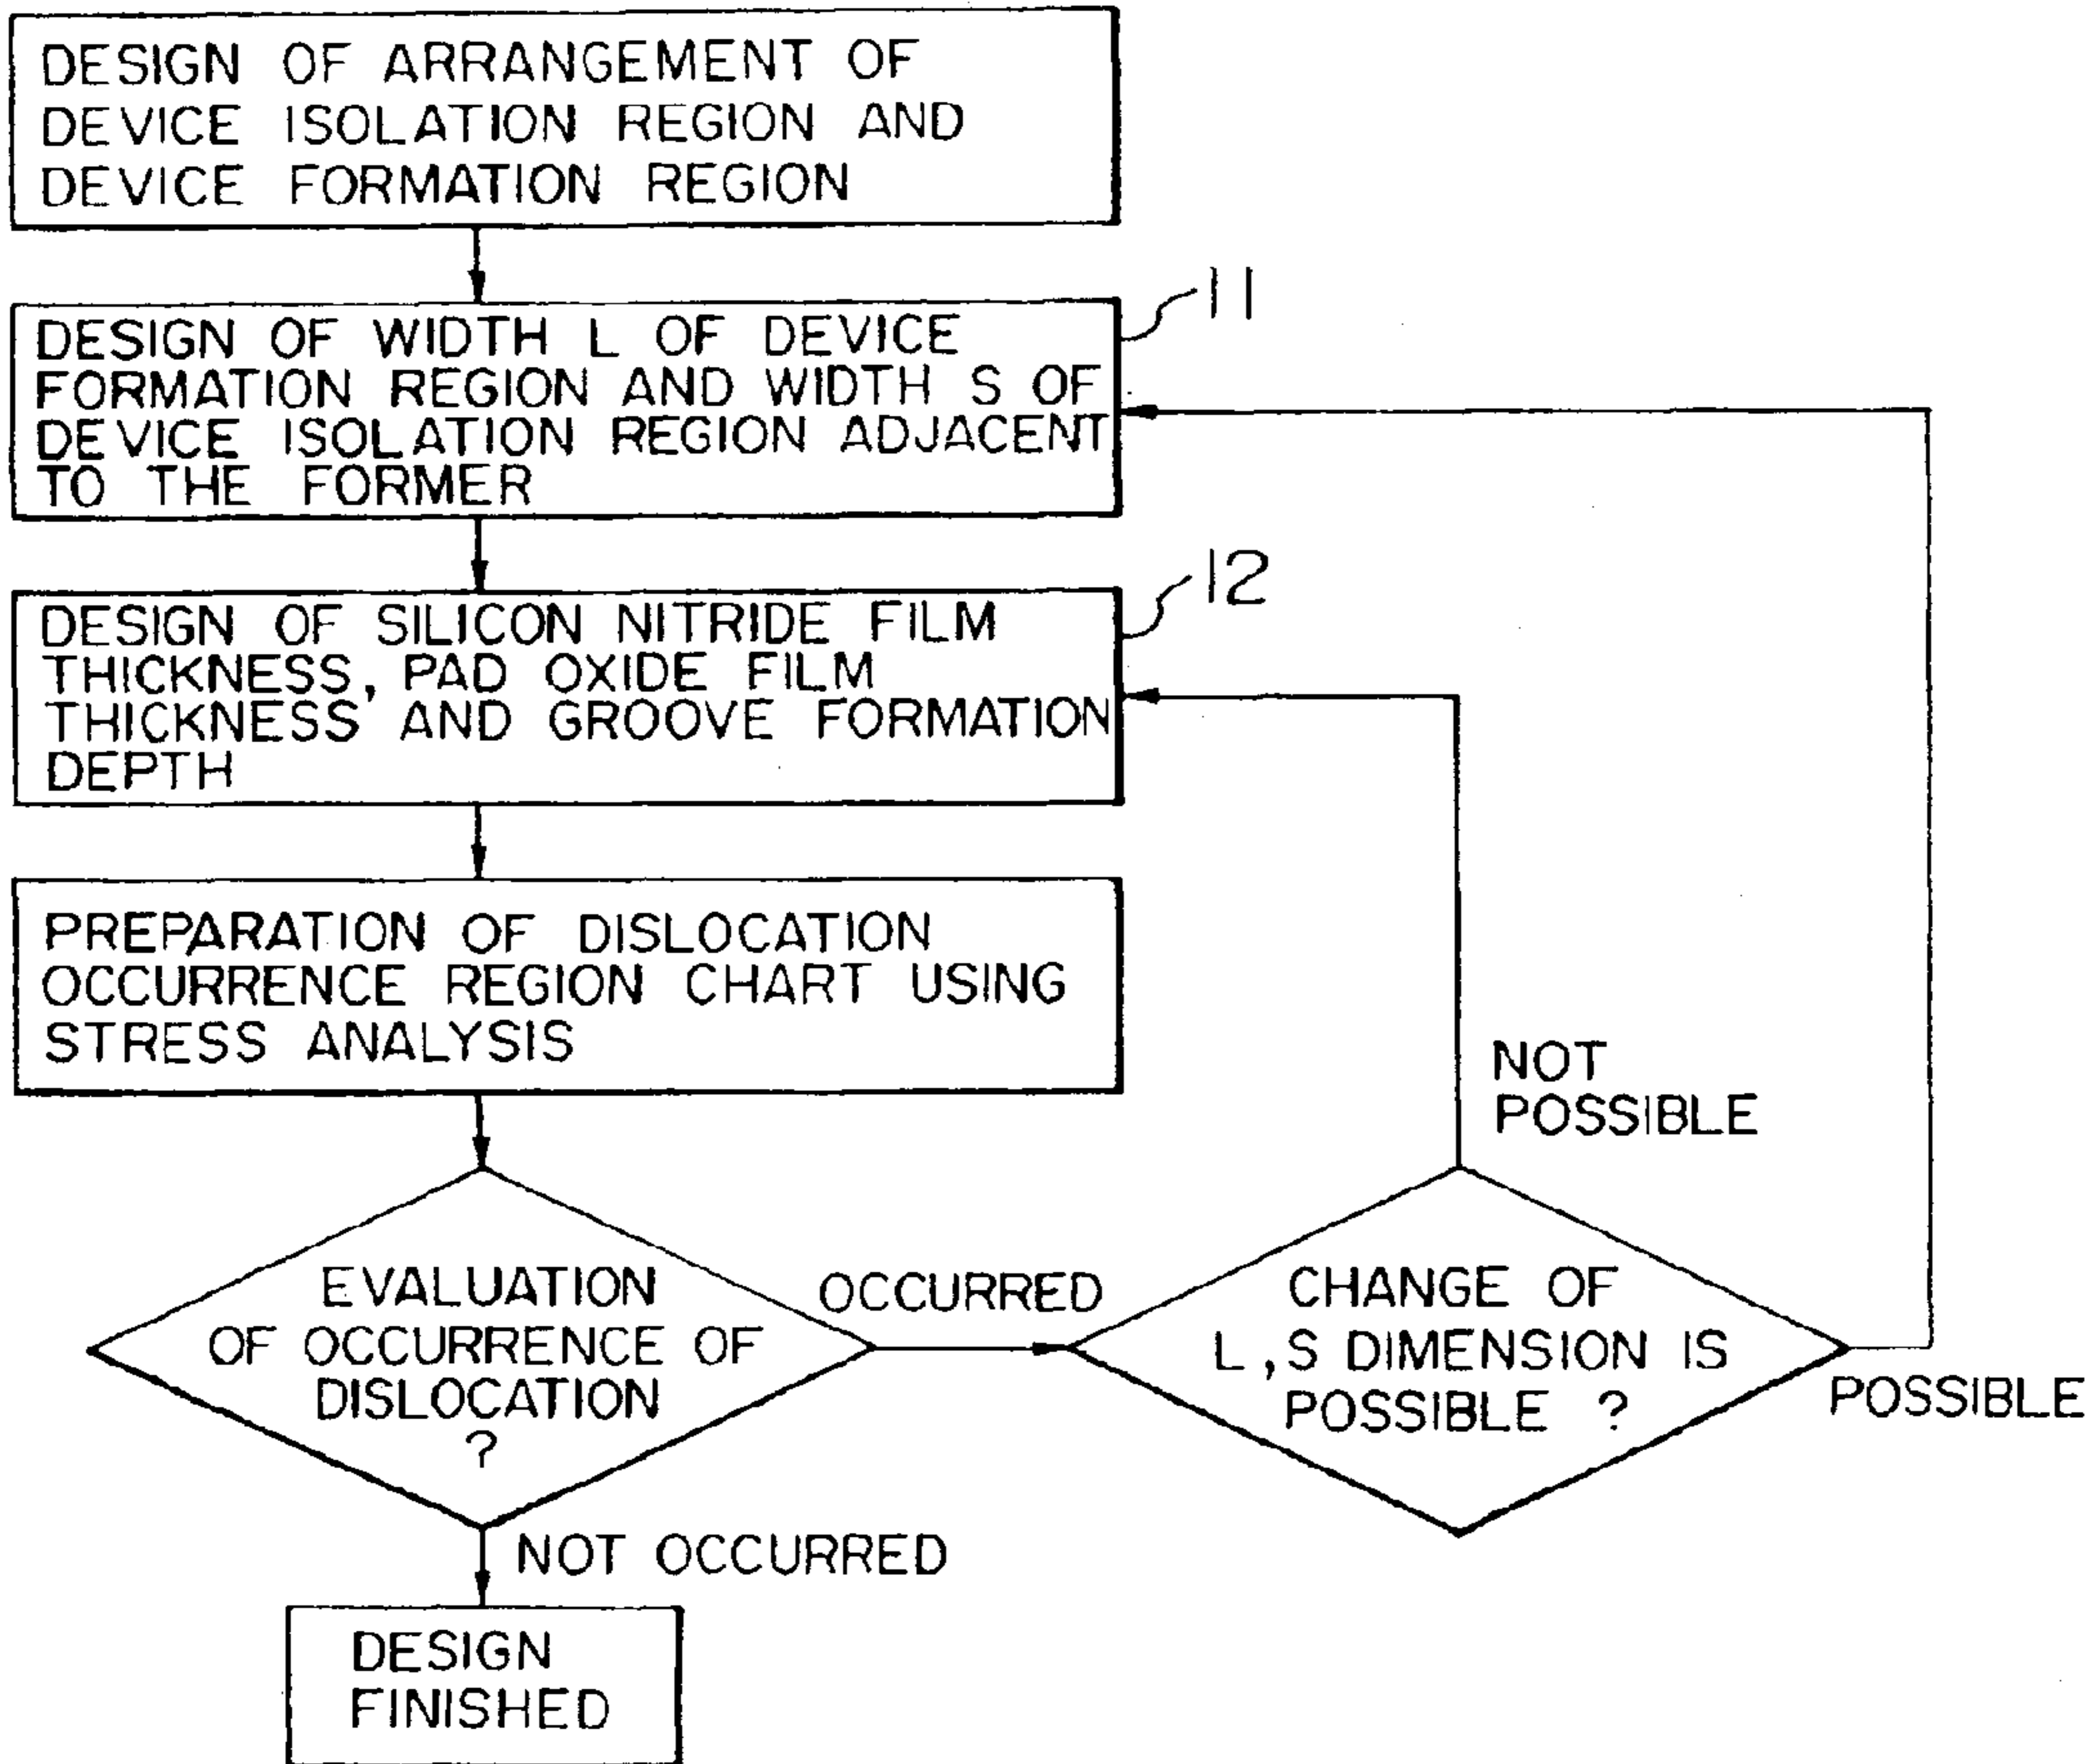 DESIGN OF ARRANGEMENT OF
DEVICE ISOLATION REGION AND
DEVICE FORMATION REGION
11
DESIGN OF WIDTH L OF DEVICE
FORMATION REGION AND WIDTH S OF
DEVICE ISOLATION REGION ADJACENT
TO THE FORMER
12
DESIGN OF SILICON NITRIDE FILM
THICKNESS, PAD OXIDE FILM
THICKNESS AND GROOVE FORMATION
DEPTH
PREPARATION OF DISLOCATION
OCCURRENCE REGION CHART USING
STRESS ANALYSIS
NOT
POSSIBLE
EVALUATION
OF OCCURRENCE OF
DISLOCATION
?
OCCURRED
CHANGE OF
L,S DIMENSION IS
POSSIBLE ?
POSSIBLE
NOT OCCURRED
DESIGN
FINISHED